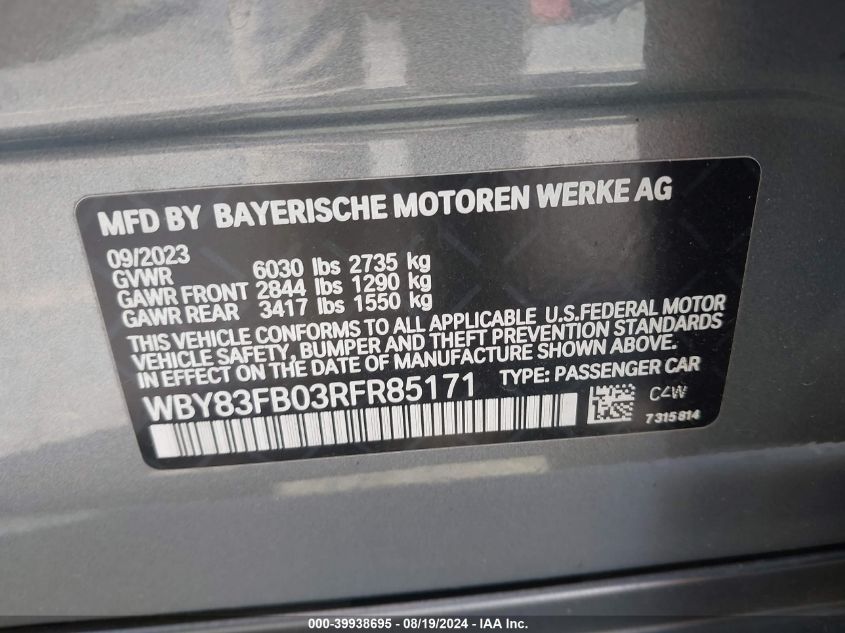 MFD BY BAYERISCHE MOTOREN WERKE AG
09/2023
GVWR 6030 lbs 2735 kg
GAWR FRONT 2844 lbs 1290 kg
GAWR REAR 3417 lbs 1550 kg
THIS VEHICLE CONFORMS TO ALL APPLICABLE U.S.FEDERAL MOTOR
VEHICLE SAFETY, BUMPER AND THEFT PREVENTION STANDARDS
IN EFFECT ON THE DATE OF MANUFACTURE SHOWN ABOVE.
WBY83FB03RFR85171 TYPE: PASSENGER CAR
C4W
7315814
000-39938695 - 08/19/2024 - IAA Inc.